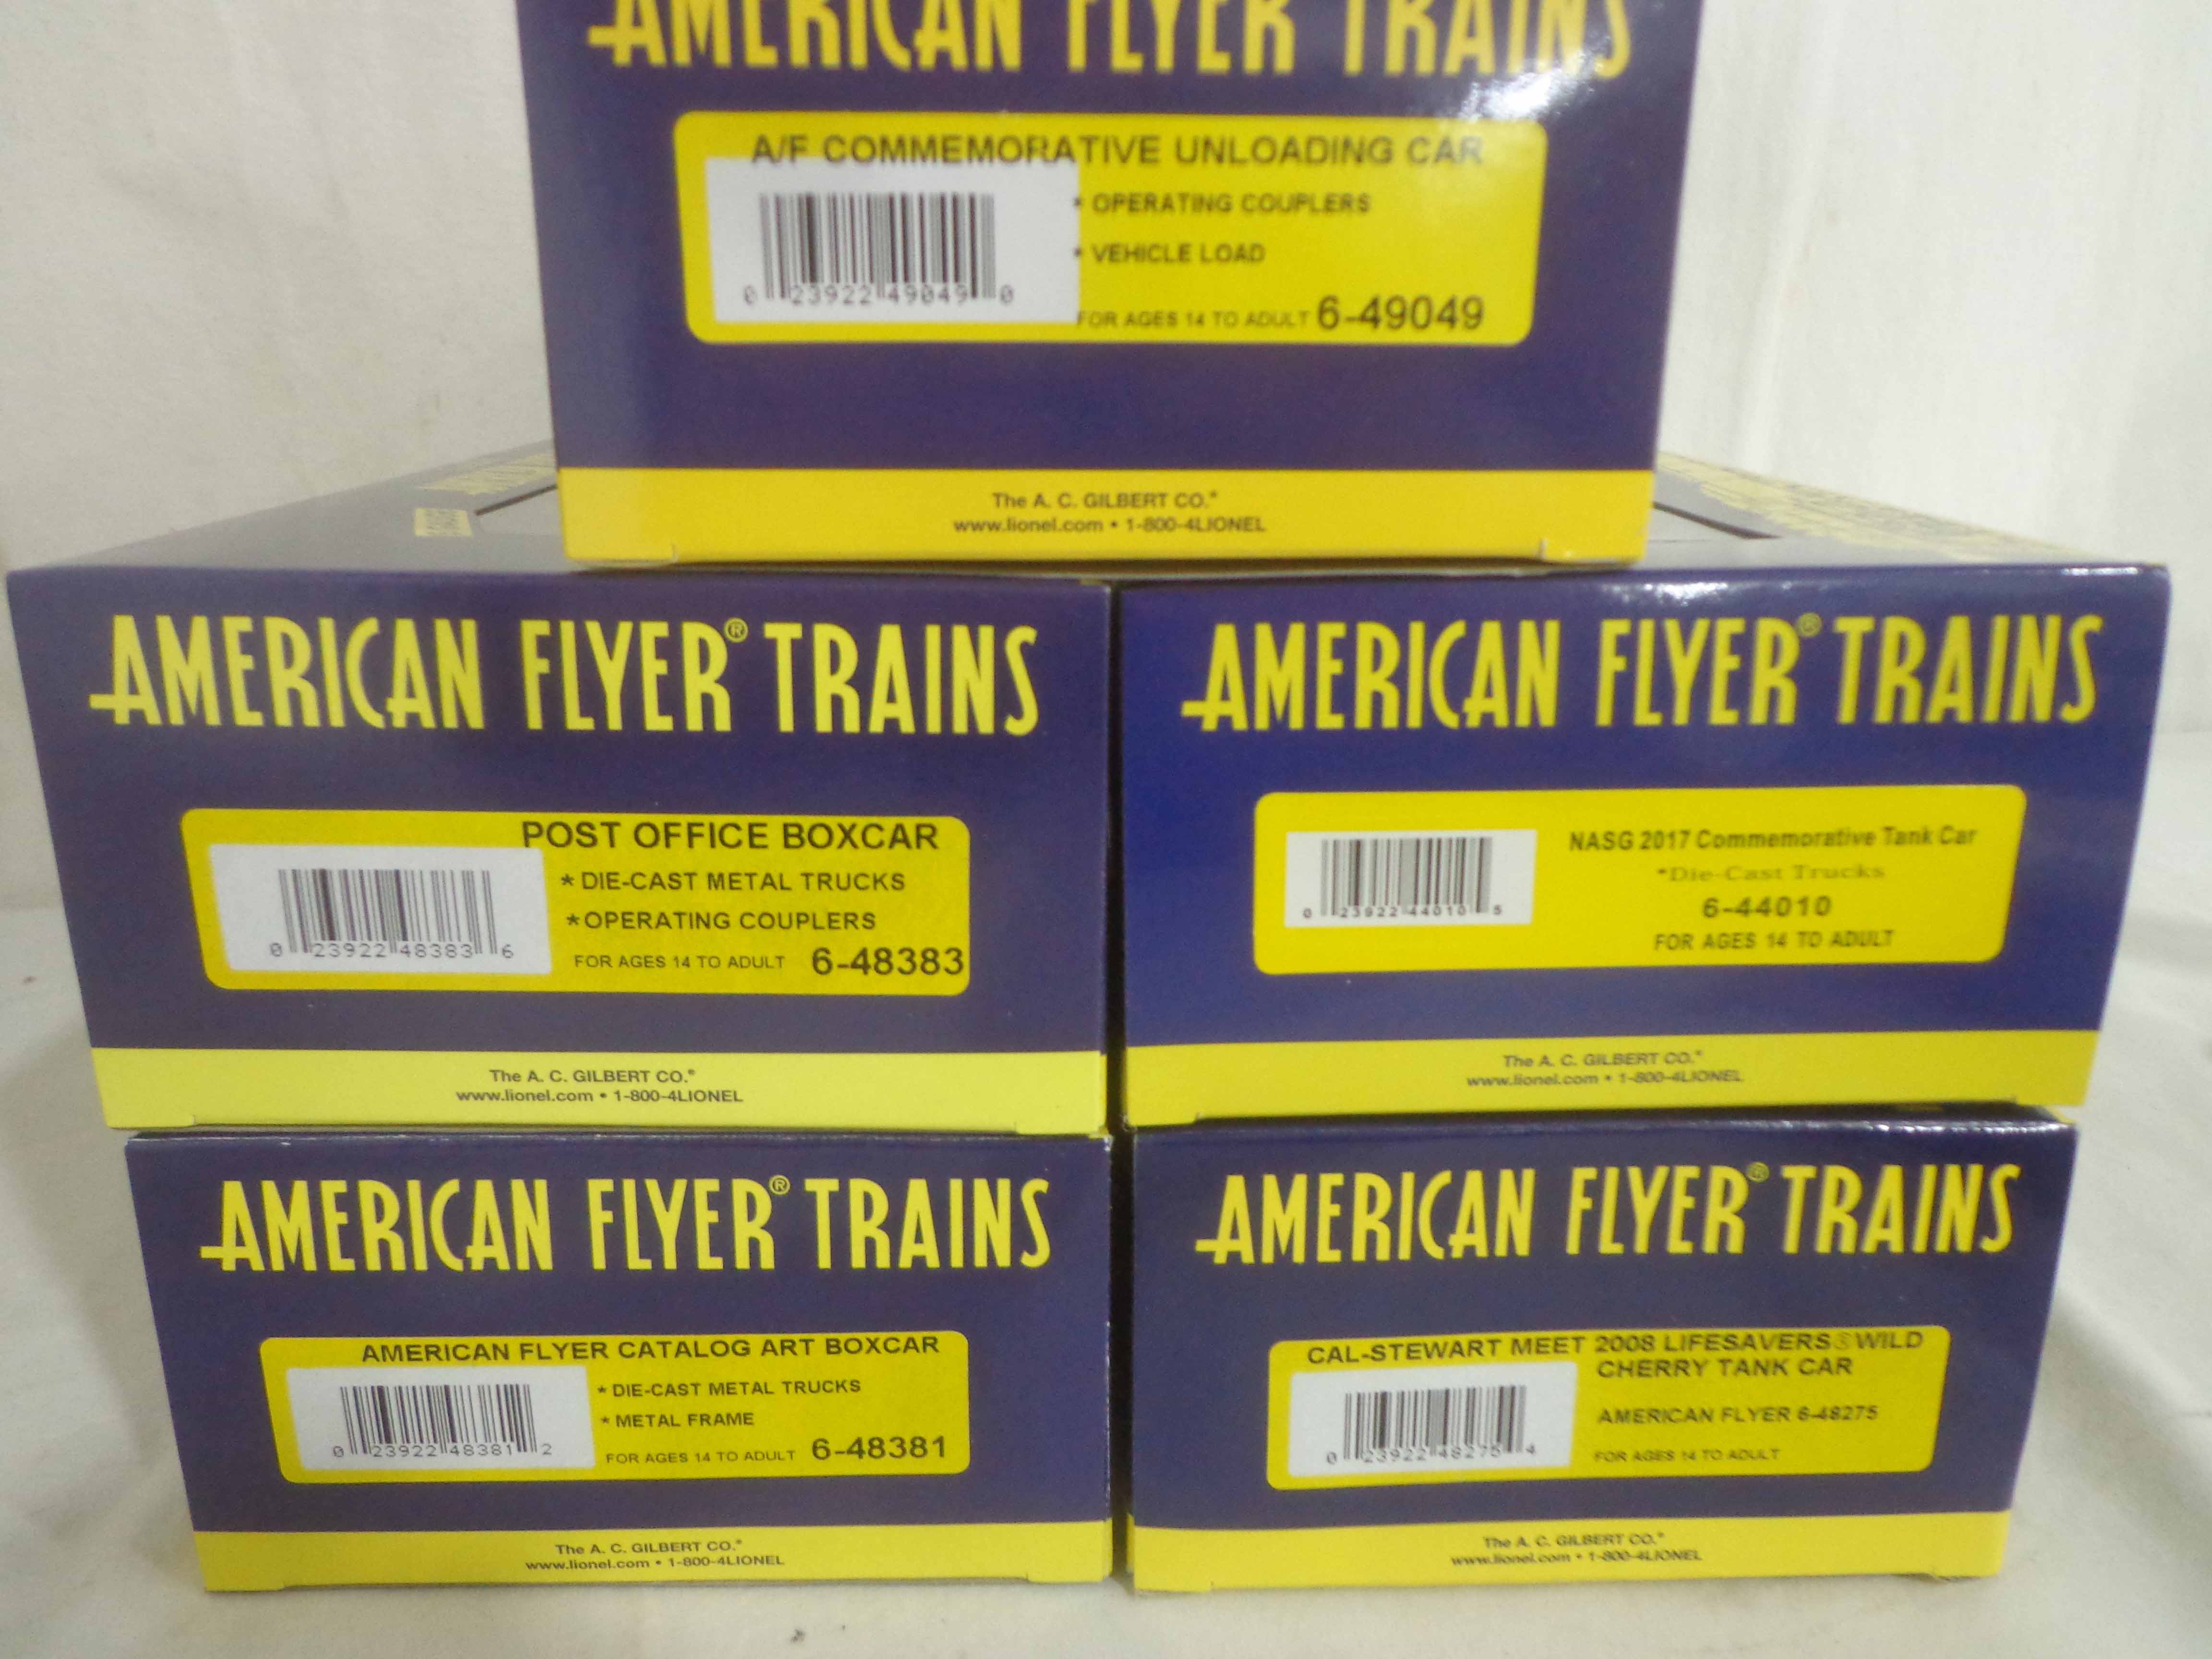 AMERICAN FLYER TRAINS
A/F COMMEMORATIVE UNLOADING CAR
* OPERATING COUPLERS
* VEHICLE LOAD
0 23922 49049 0
FOR AGES 14 TO ADULT 6-49049
The A. C. GILBERT CO.®
www.lionel.com • 1-800-4LIONEL
AMERICAN FLYER® TRAINS
POST OFFICE BOXCAR
* DIE-CAST METAL TRUCKS
* OPERATING COUPLERS
0 23922 48383 6
FOR AGES 14 TO ADULT 6-48383
The A. C. GILBERT CO.®
www.lionel.com • 1-800-4LIONEL
AMERICAN FLYER® TRAINS
NASG 2017 Commemorative Tank Car
*Die-Cast Trucks
6-44010
0 23922 44010 5
FOR AGES 14 TO ADULT
The A. C. GILBERT CO.®
www.lionel.com • 1-800-4LIONEL
AMERICAN FLYER® TRAINS
AMERICAN FLYER CATALOG ART BOXCAR
* DIE-CAST METAL TRUCKS
* METAL FRAME
0 23922 48381 2
FOR AGES 14 TO ADULT 6-48381
The A. C. GILBERT CO.®
www.lionel.com • 1-800-4LIONEL
AMERICAN FLYER® TRAINS
CAL-STEWART MEET 2008 LIFESAVERS® WILD
CHERRY TANK CAR
AMERICAN FLYER 6-48275
0 23922 48275 4
FOR AGES 14 TO ADULT
The A. C. GILBERT CO.®
www.lionel.com • 1-800-4LIONEL